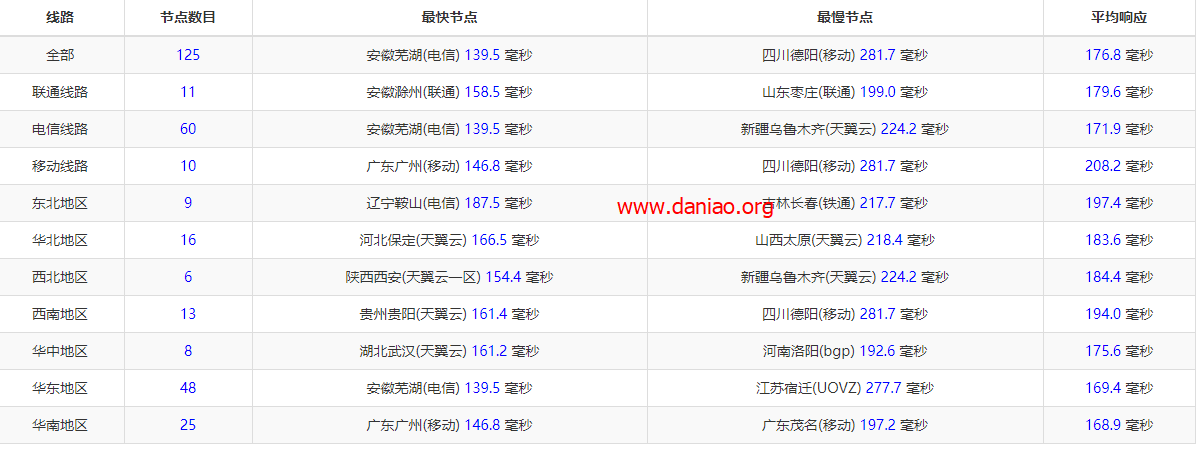 线路 节点数目 最快节点 最慢节点 平均响应
全部 125 安徽芜湖(电信) 139.5 毫秒 四川德阳(移动) 281.7 毫秒 176.8 毫秒
联通线路 11 安徽滁州(联通) 158.5 毫秒 山东枣庄(联通) 199.0 毫秒 179.6 毫秒
电信线路 60 安徽芜湖(电信) 139.5 毫秒 新疆乌鲁木齐(天翼云) 224.2 毫秒 171.9 毫秒
移动线路 10 广东广州(移动) 146.8 毫秒 四川德阳(移动) 281.7 毫秒 208.2 毫秒
东北地区 9 辽宁鞍山(电信) 187.5 毫秒 吉林长春(铁通) 217.7 毫秒 197.4 毫秒
www.daniao.org
华北地区 16 河北保定(天翼云) 166.5 毫秒 山西太原(天翼云) 218.4 毫秒 183.6 毫秒
西北地区 6 陕西西安(天翼云一区) 154.4 毫秒 新疆乌鲁木齐(天翼云) 224.2 毫秒 184.4 毫秒
西南地区 13 贵州贵阳(天翼云) 161.4 毫秒 四川德阳(移动) 281.7 毫秒 194.0 毫秒
华中地区 8 湖北武汉(天翼云) 161.2 毫秒 河南洛阳(bgp) 192.6 毫秒 175.6 毫秒
华东地区 48 安徽芜湖(电信) 139.5 毫秒 江苏宿迁(UOVZ) 277.7 毫秒 169.4 毫秒
华南地区 25 广东广州(移动) 146.8 毫秒 广东茂名(移动) 197.2 毫秒 168.9 毫秒